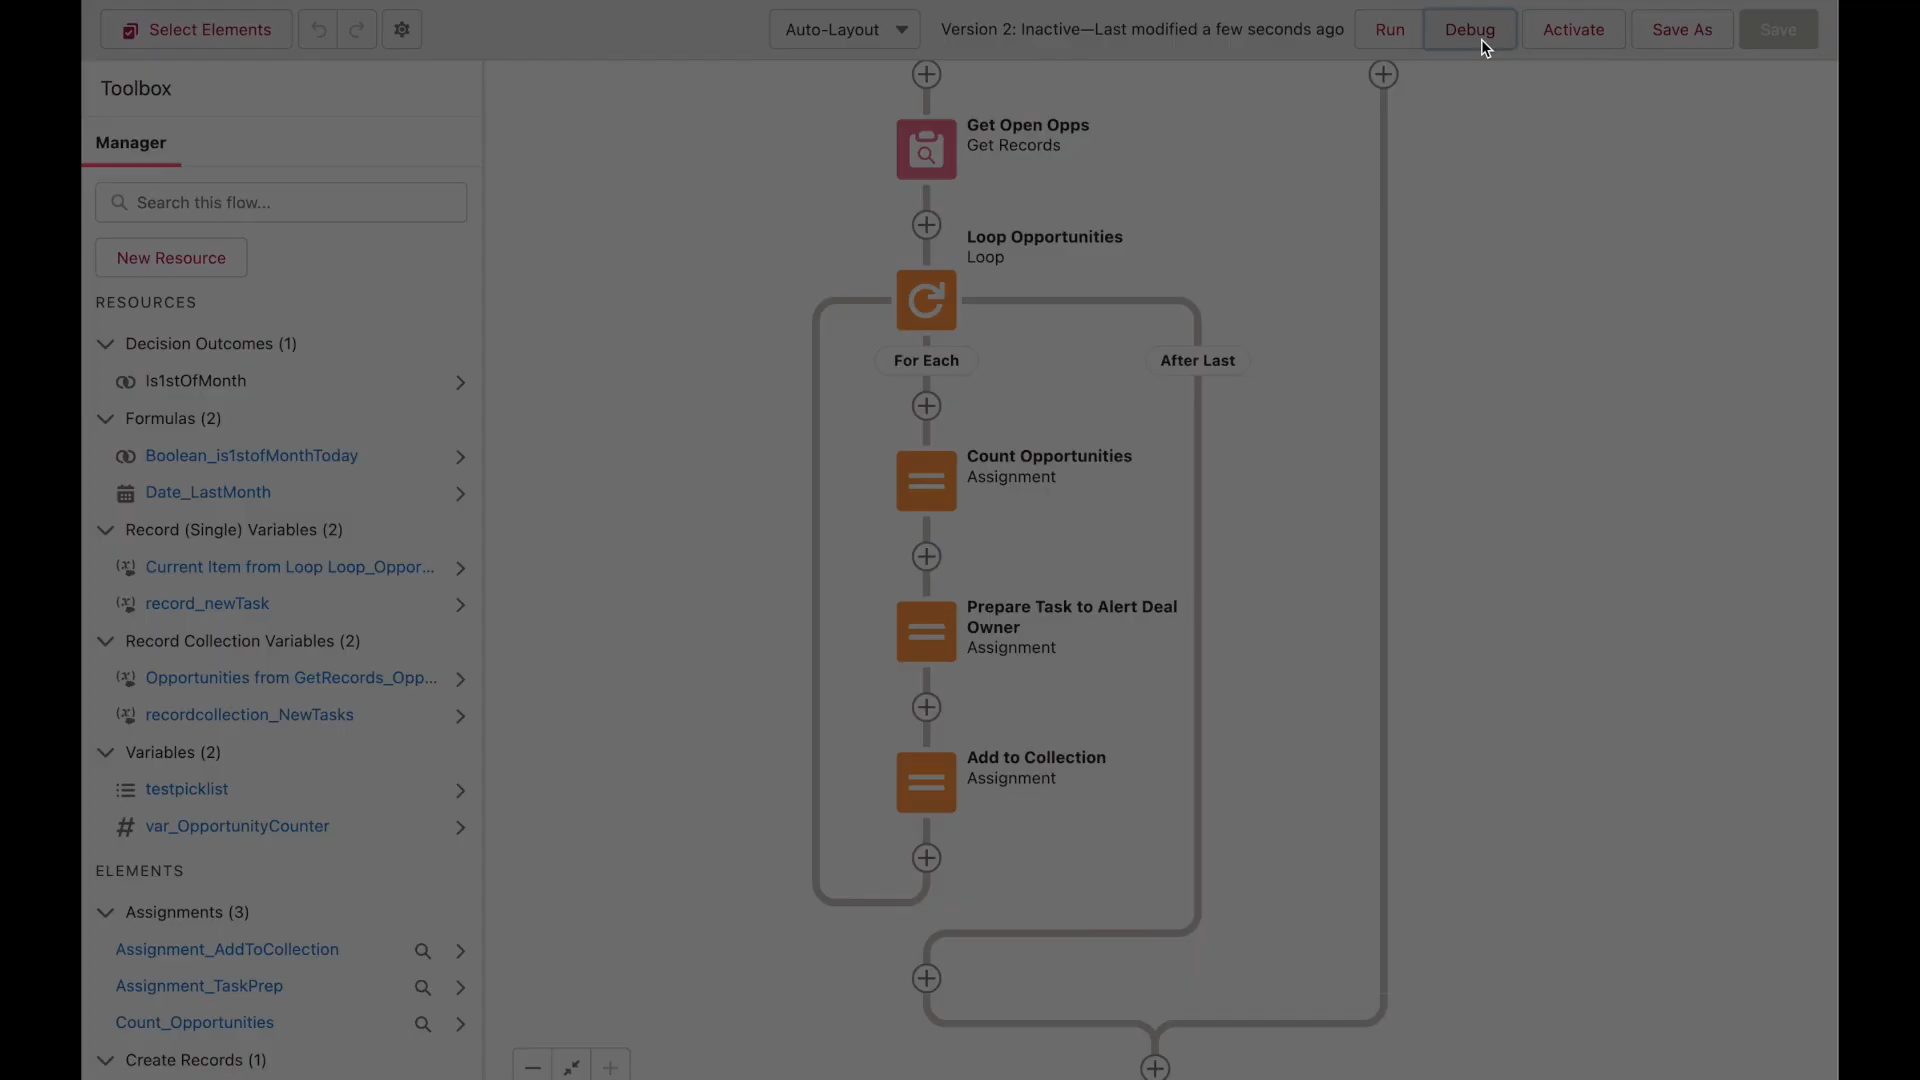 Select Elements
Auto-Layout
Version 2: Inactive—Last modified a few seconds ago
Run
Debug
Activate
Save As
Save
Toolbox
Manager
Search this flow...
New Resource
RESOURCES
Decision Outcomes (1)
Is1stOfMonth
Formulas (2)
Boolean_is1stofMonthToday
Date_LastMonth
Record (Single) Variables (2)
Current Item from Loop Loop_Oppor...
record_newTask
Record Collection Variables (2)
Opportunities from GetRecords_Opp...
recordcollection_NewTasks
Variables (2)
testpicklist
var_OpportunityCounter
ELEMENTS
Assignments (3)
Assignment_AddToCollection
Assignment_TaskPrep
Count_Opportunities
Create Records (1)
Get Open Opps
Get Records
Loop Opportunities
Loop
For Each
After Last
Count Opportunities
Assignment
Prepare Task to Alert Deal
Owner
Assignment
Add to Collection
Assignment